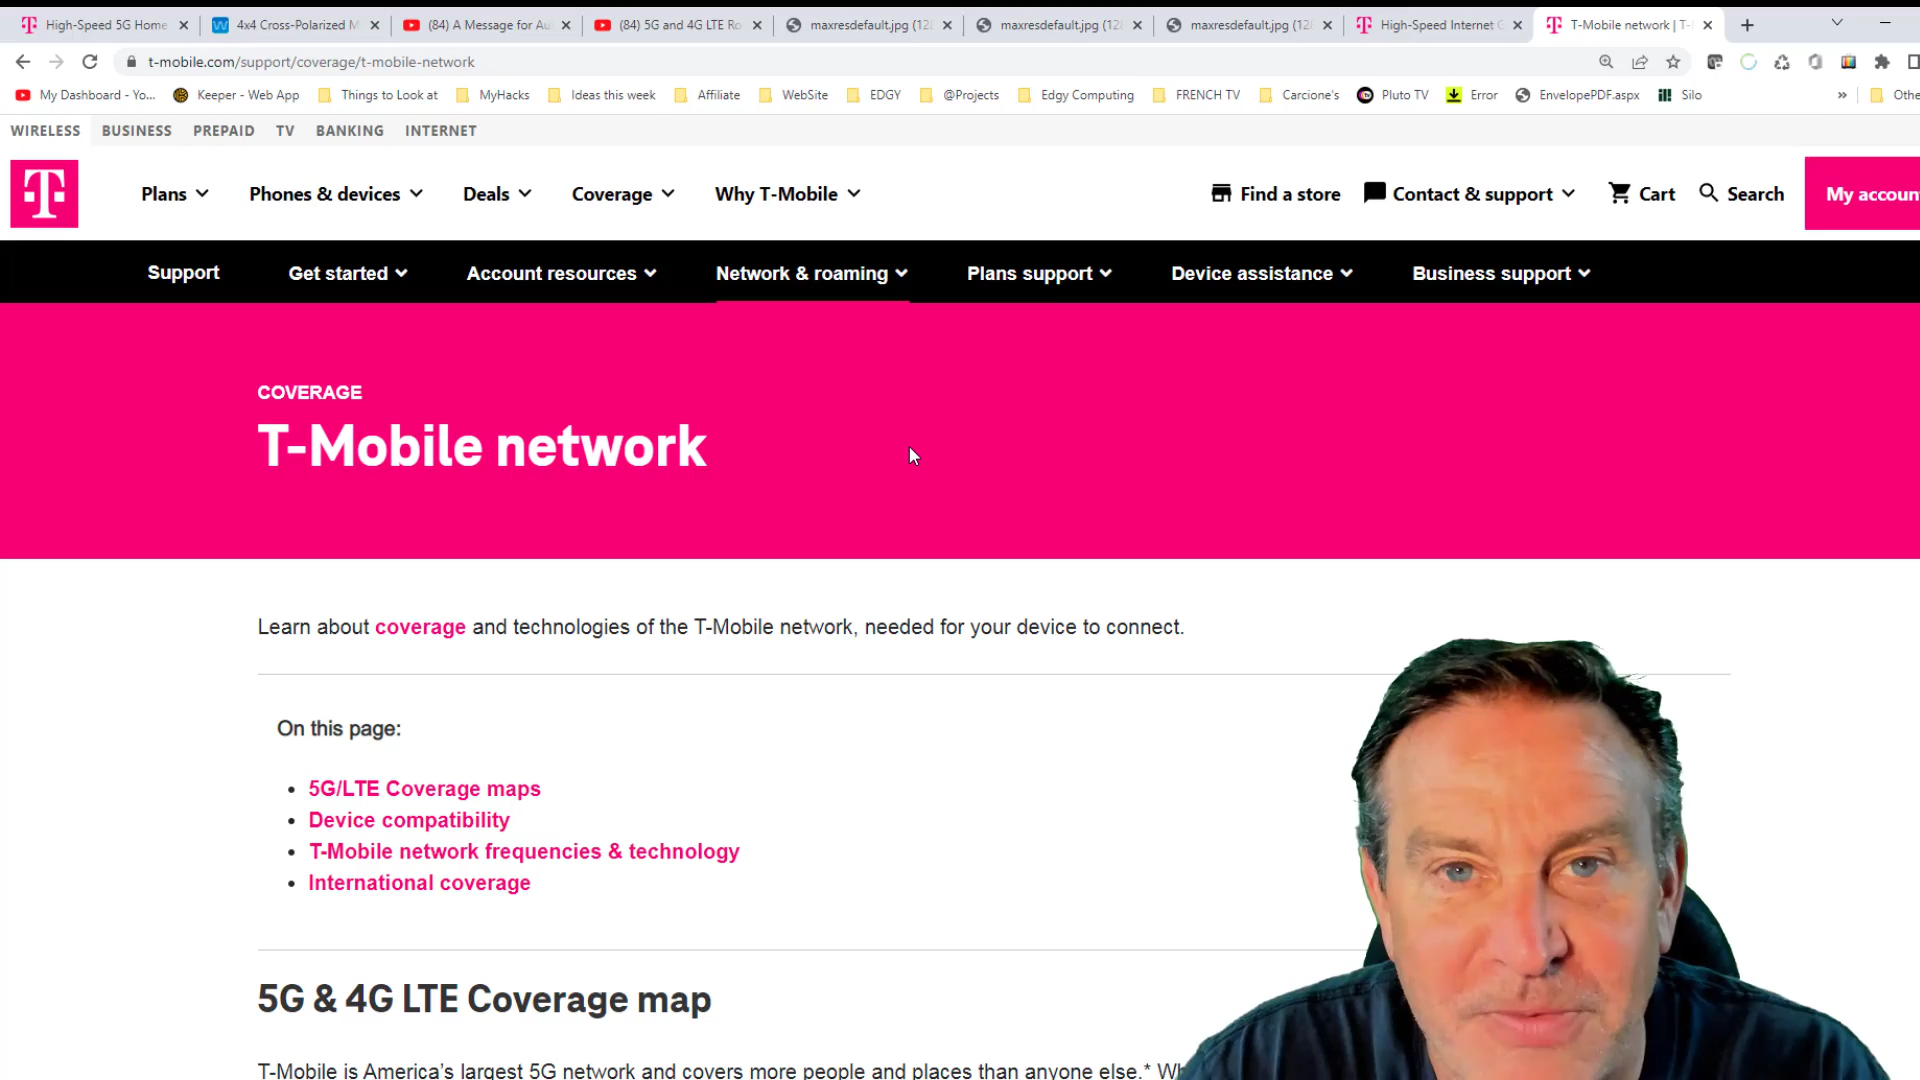 High-Speed 5G Home
4x4 Cross-Polarized M
(84) A Message for Au
(84) 5G and 4G LTE Ro
maxresdefault.jpg (128
maxresdefault.jpg (128
maxresdefault.jpg (128
High-Speed Internet G
T-Mobile network | T-
t-mobile.com/support/coverage/t-mobile-network
My Dashboard - Yo...
Keeper - Web App
Things to Look at
MyHacks
Ideas this week
Affiliate
WebSite
EDGY
@Projects
Edgy Computing
FRENCH TV
Carcione's
Pluto TV
Error
EnvelopePDF.aspx
Silo
»
Othe
WIRELESS BUSINESS PREPAID TV BANKING INTERNET
T
Plans
Phones & devices
Deals
Coverage
Why T-Mobile
Find a store
Contact & support
Cart
Search
My accoun
Support
Get started
Account resources
Network & roaming
Plans support
Device assistance
Business support
COVERAGE
T-Mobile network
Learn about coverage and technologies of the T-Mobile network, needed for your device to connect.
On this page:
• 5G/LTE Coverage maps
• Device compatibility
• T-Mobile network frequencies & technology
• International coverage
5G & 4G LTE Coverage map
T-Mobile is America's largest 5G network and covers more people and places than anyone else.* Wh